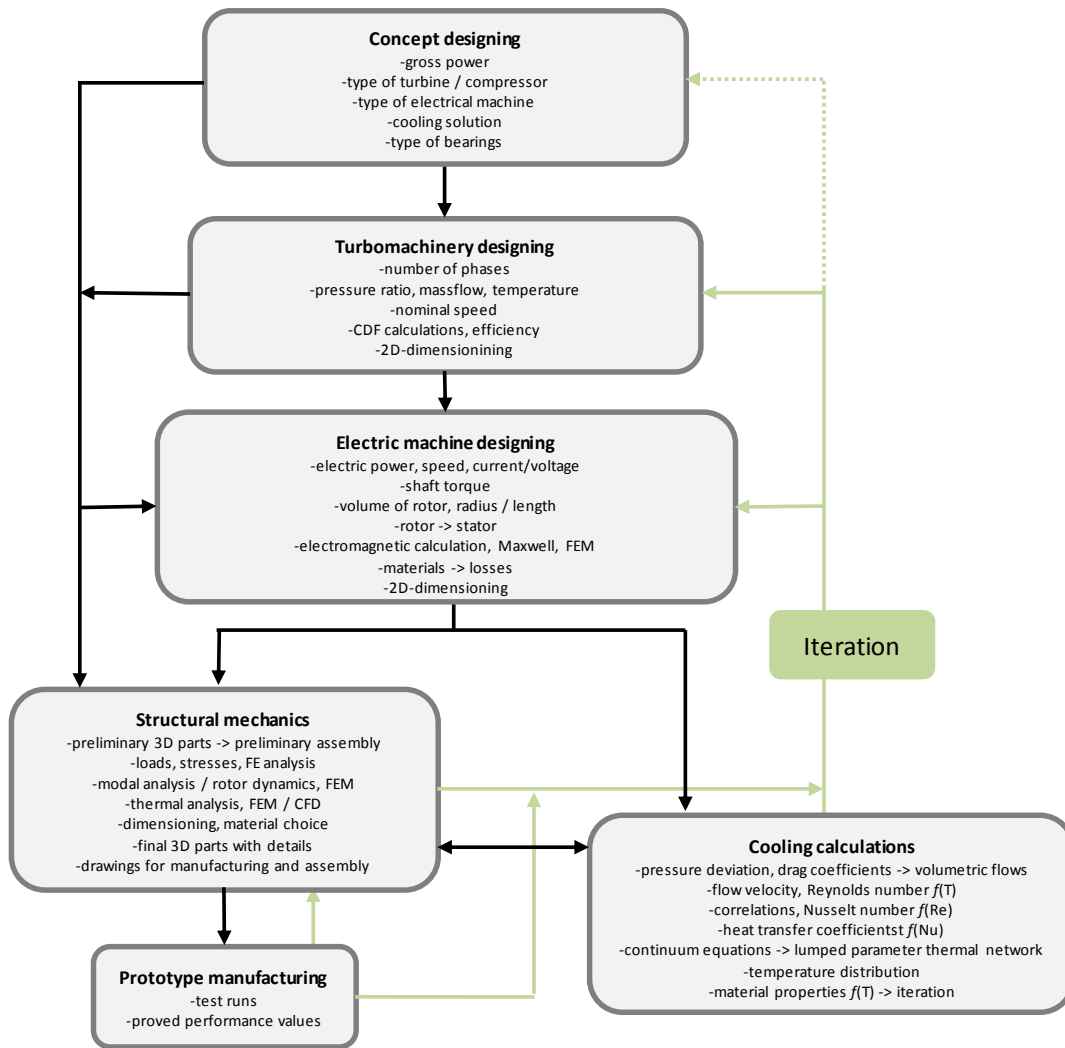 Concept designing
-gross power
-type of turbine / compressor
-type of electrical machine
-cooling solution
-type of bearings
Turbomachinery designing
-number of phases
-pressure ratio, massflow, temperature
-nominal speed
-CDF calculations, efficiency
-2D-dimensionining
Electric machine designing
-electric power, speed, current/voltage
-shaft torque
-volume of rotor, radius / length
-rotor -> stator
-electromagnetic calculation, Maxwell, FEM
-materials -> losses
-2D-dimensioning
Iteration
Structural mechanics
-preliminary 3D parts -> preliminary assembly
-loads, stresses, FE analysis
-modal analysis / rotor dynamics, FEM
-thermal analysis, FEM / CFD
-dimensioning, material choice
-final 3D parts with details
-drawings for manufacturing and assembly
Cooling calculations
-pressure deviation, drag coefficients -> volumetric flows
-flow velocity, Reynolds number f(T)
-correlations, Nusselt number f(Re)
-heat transfer coefficientst f(Nu)
-continuum equations -> lumped parameter thermal network
-temperature distribution
-material properties f(T) -> iteration
Prototype manufacturing
-test runs
-proved performance values